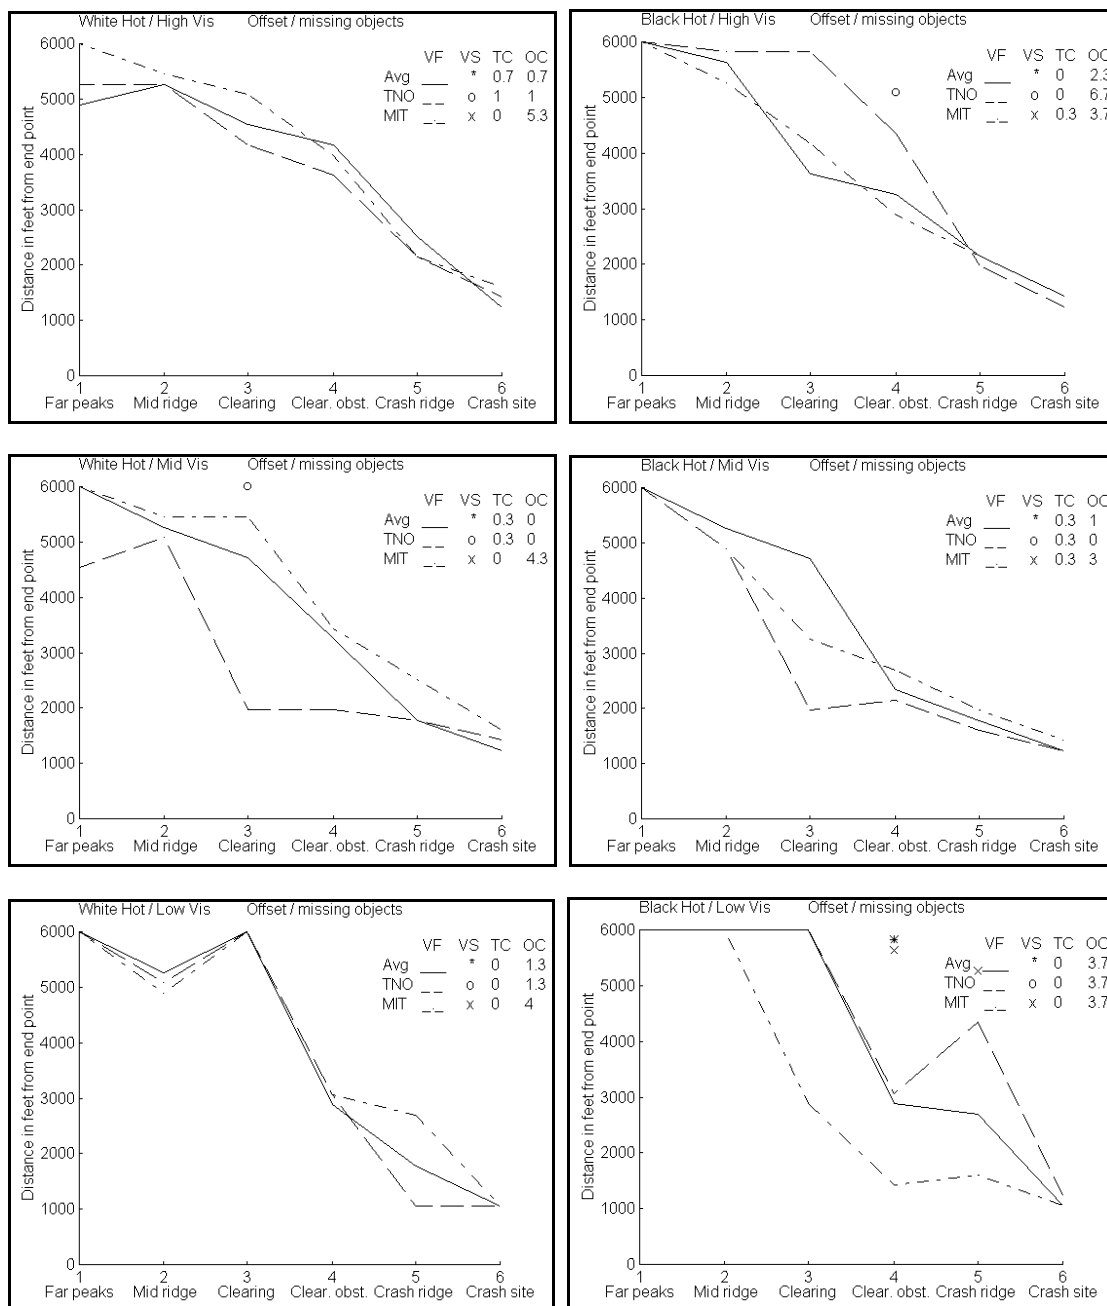 White Hot / High Vis Offset / missing objects
VF VS TC OC
Avg * 0.7 0.7
TNO o 1 1
MIT x 0 5.3
Distance in feet from end point
6000
5000
4000
3000
2000
1000
0
1 2 3 4 5 6
Far peaks Mid ridge Clearing Clear. obst. Crash ridge Crash site
Black Hot / High Vis Offset / missing objects
VF VS TC OC
Avg * 0 2.3
TNO o 0 6.7
MIT x 0.3 3.7
Distance in feet from end point
6000
5000
4000
3000
2000
1000
0
1 2 3 4 5 6
Far peaks Mid ridge Clearing Clear. obst. Crash ridge Crash site
White Hot / Mid Vis Offset / missing objects
VF VS TC OC
Avg * 0.3 0
TNO o 0.3 0
MIT x 0 4.3
Distance in feet from end point
6000
5000
4000
3000
2000
1000
0
1 2 3 4 5 6
Far peaks Mid ridge Clearing Clear. obst. Crash ridge Crash site
Black Hot / Mid Vis Offset / missing objects
VF VS TC OC
Avg * 0.3 1
TNO o 0.3 0
MIT x 0.3 3
Distance in feet from end point
6000
5000
4000
3000
2000
1000
0
1 2 3 4 5 6
Far peaks Mid ridge Clearing Clear. obst. Crash ridge Crash site
White Hot / Low Vis Offset / missing objects
VF VS TC OC
Avg * 0 1.3
TNO o 0 1.3
MIT x 0 4
Distance in feet from end point
6000
5000
4000
3000
2000
1000
0
1 2 3 4 5 6
Far peaks Mid ridge Clearing Clear. obst. Crash ridge Crash site
Black Hot / Low Vis Offset / missing objects
VF VS TC OC
Avg * 0 3.7
TNO o 0 3.7
MIT x 0 3.7
Distance in feet from end point
6000
5000
4000
3000
2000
1000
0
1 2 3 4 5 6
Far peaks Mid ridge Clearing Clear. obst. Crash ridge Crash site